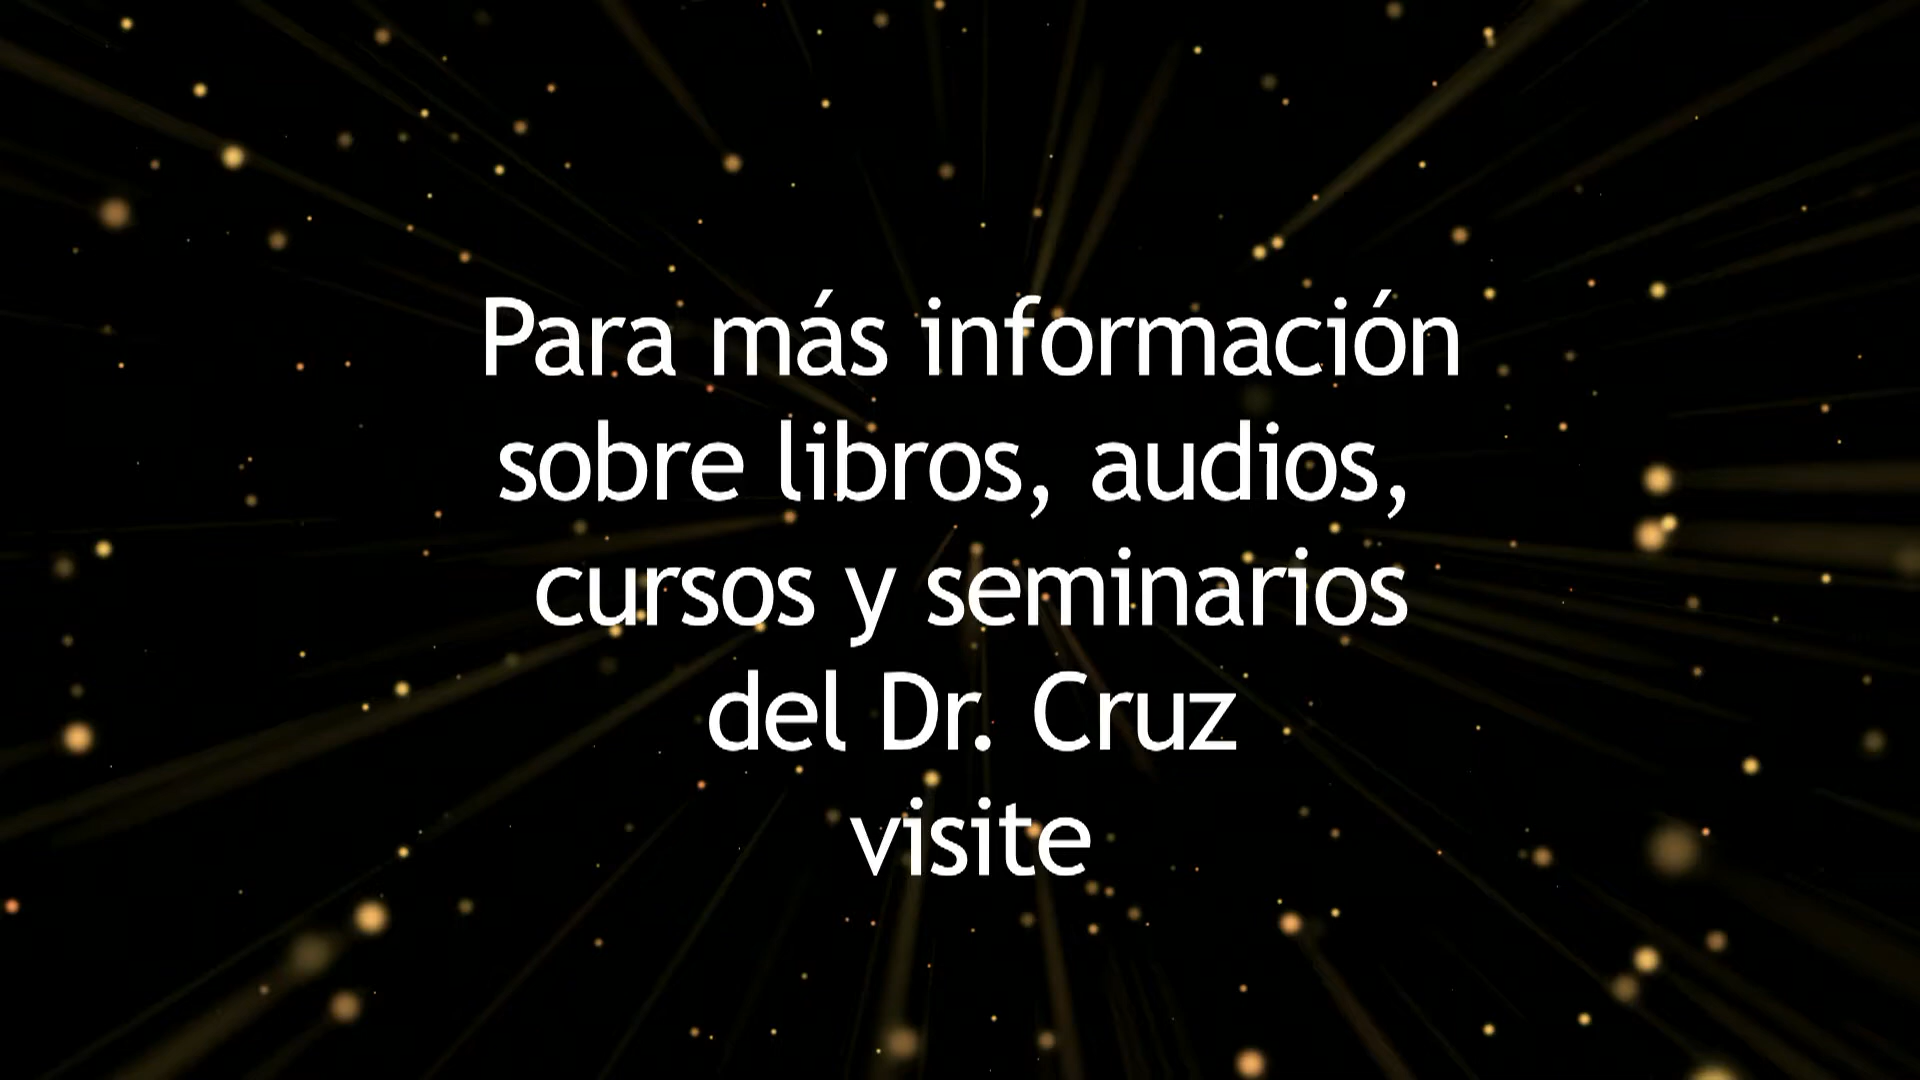 Para más información
sobre libros, audios,
cursos y seminarios
del Dr. Cruz
visite